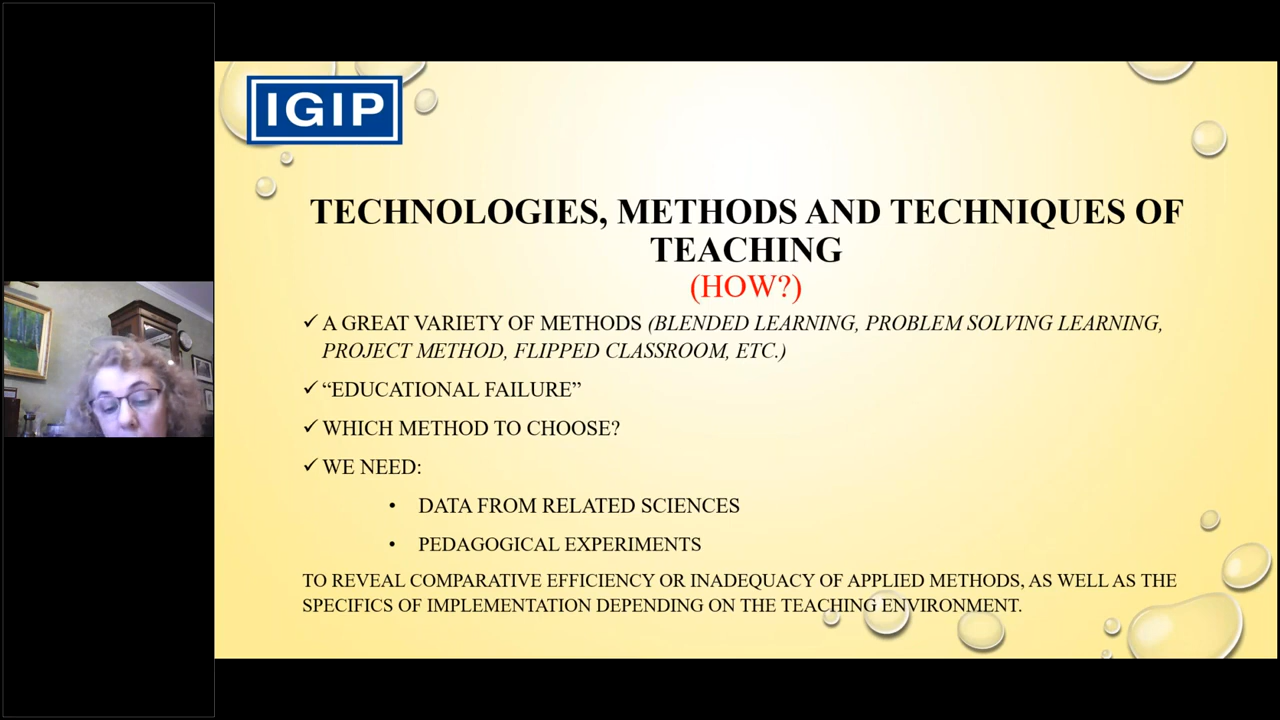 IGIP
TECHNOLOGIES, METHODS AND TECHNIQUES OF
TEACHING
(HOW?)
✓ A GREAT VARIETY OF METHODS (BLENDED LEARNING, PROBLEM SOLVING LEARNING,
PROJECT METHOD, FLIPPED CLASSROOM, ETC.)
✓ “EDUCATIONAL FAILURE”
✓ WHICH METHOD TO CHOOSE?
✓ WE NEED:
• DATA FROM RELATED SCIENCES
• PEDAGOGICAL EXPERIMENTS
TO REVEAL COMPARATIVE EFFICIENCY OR INADEQUACY OF APPLIED METHODS, AS WELL AS THE
SPECIFICS OF IMPLEMENTATION DEPENDING ON THE TEACHING ENVIRONMENT.